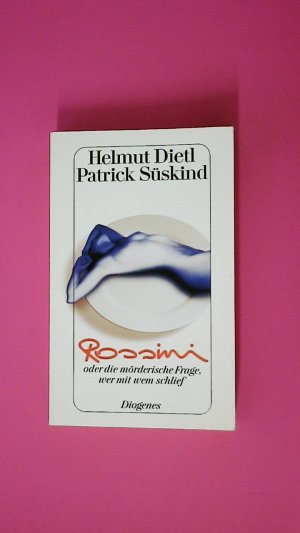 Helmut Dietl
Patrick Süskind
Rossini
oder die mörderische Frage,
wer mit wem schlief
Diogenes